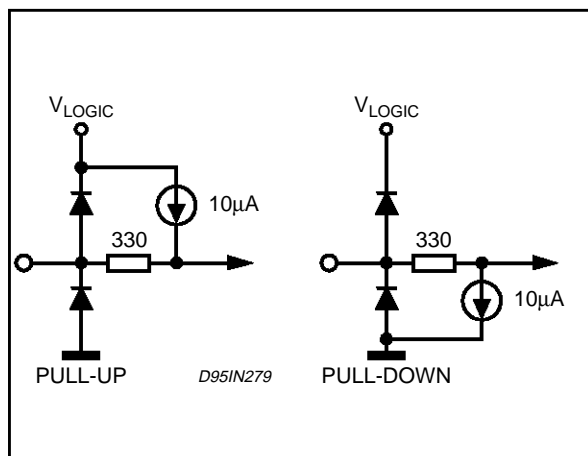 V_LOGIC
10μA
330
PULL-UP
D95IN279
V_LOGIC
330
10μA
PULL-DOWN